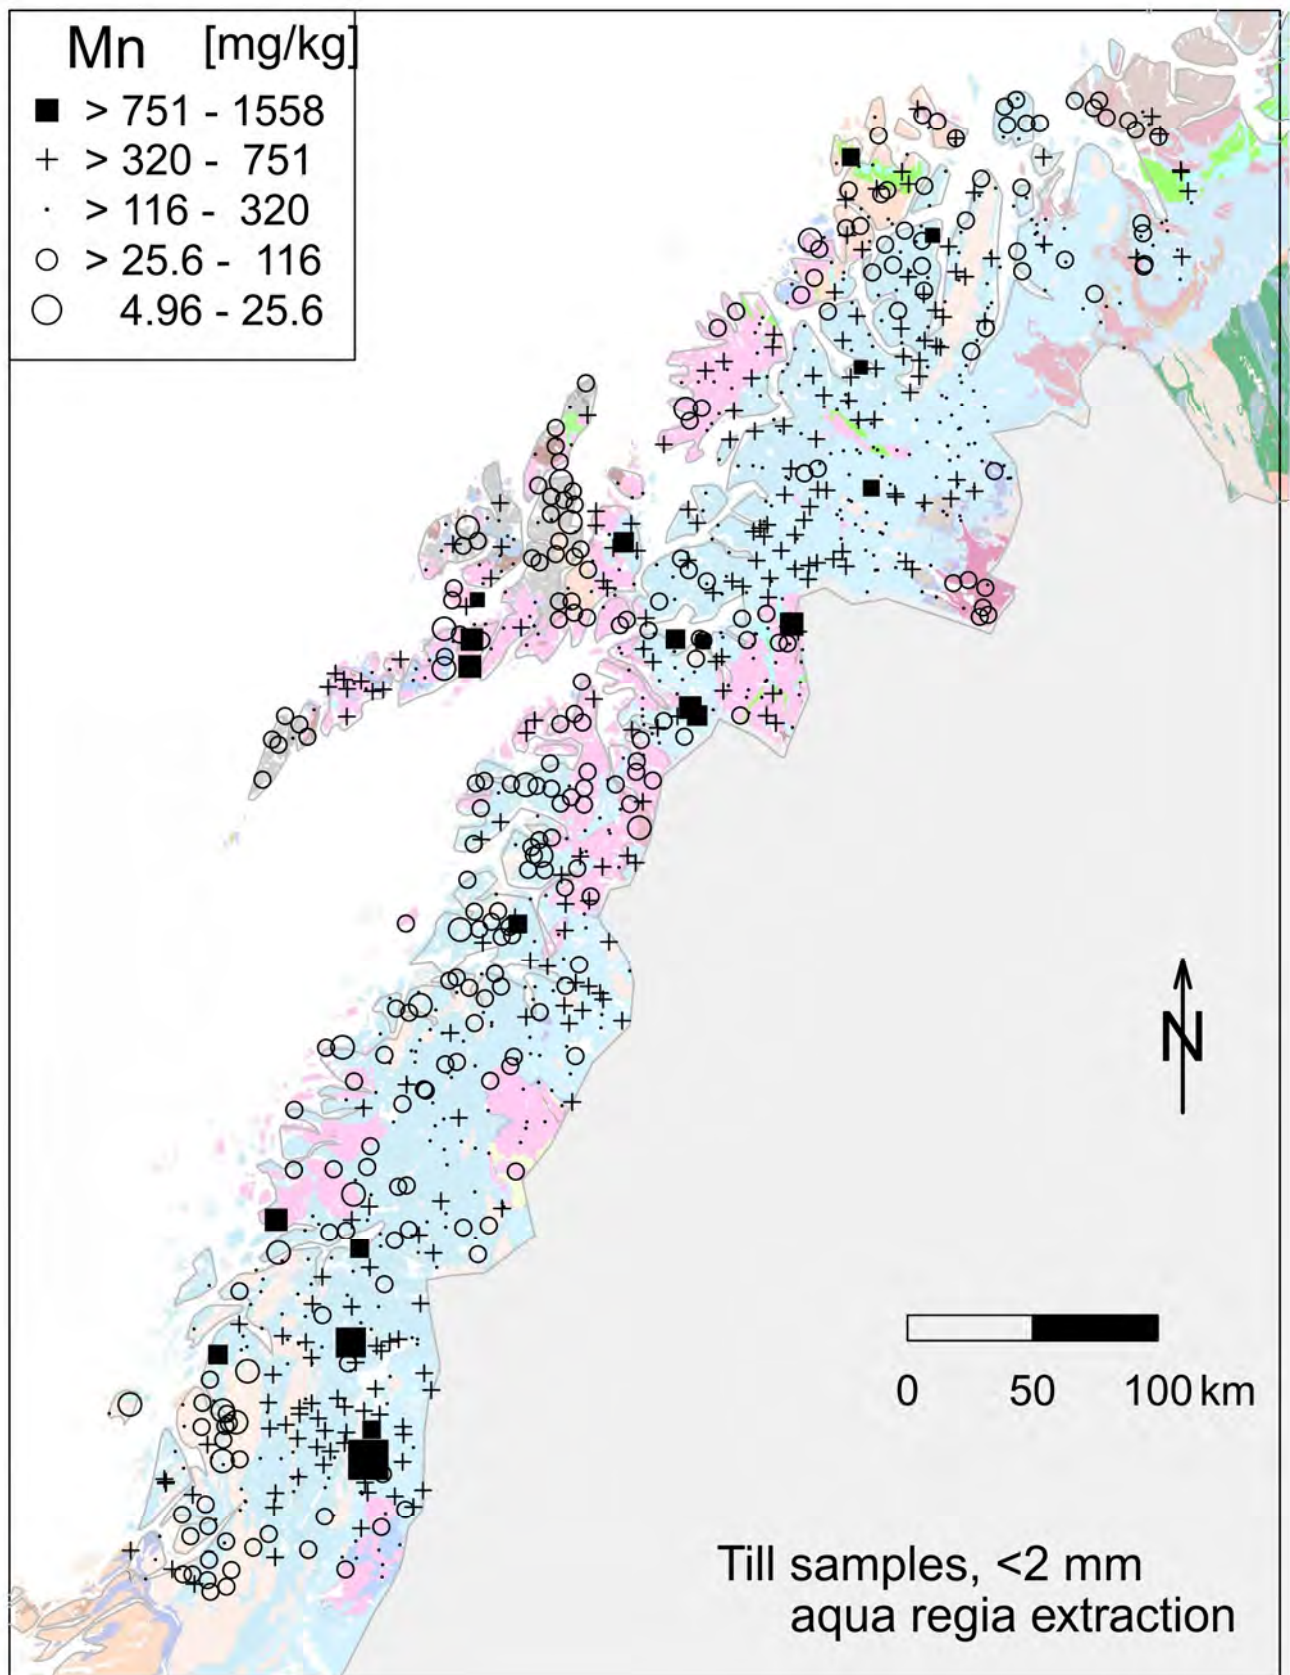 Mn [mg/kg]
■ > 751 - 1558
+ > 320 - 751
· > 116 - 320
○ > 25.6 - 116
○ 4.96 - 25.6
N
0 50 100 km
Till samples, <2 mm
aqua regia extraction